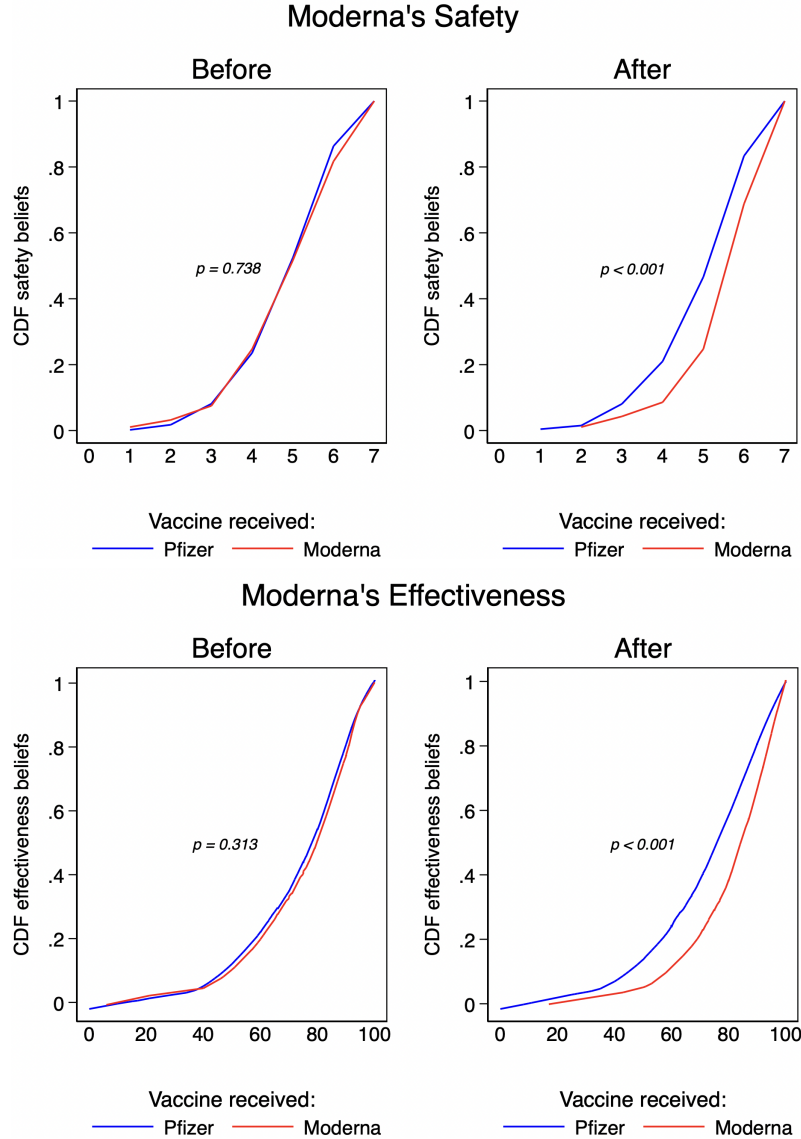 Moderna's Safety
Before
After
CDF safety beliefs
1
.8
.6
.4
.2
0
p = 0.738
0 1 2 3 4 5 6 7
CDF safety beliefs
1
.8
.6
.4
.2
0
p < 0.001
0 1 2 3 4 5 6 7
Vaccine received:
Pfizer Moderna
Vaccine received:
Pfizer Moderna
Moderna's Effectiveness
Before
After
CDF effectiveness beliefs
1
.8
.6
.4
.2
0
p = 0.313
0 20 40 60 80 100
CDF effectiveness beliefs
1
.8
.6
.4
.2
0
p < 0.001
0 20 40 60 80 100
Vaccine received:
Pfizer Moderna
Vaccine received:
Pfizer Moderna